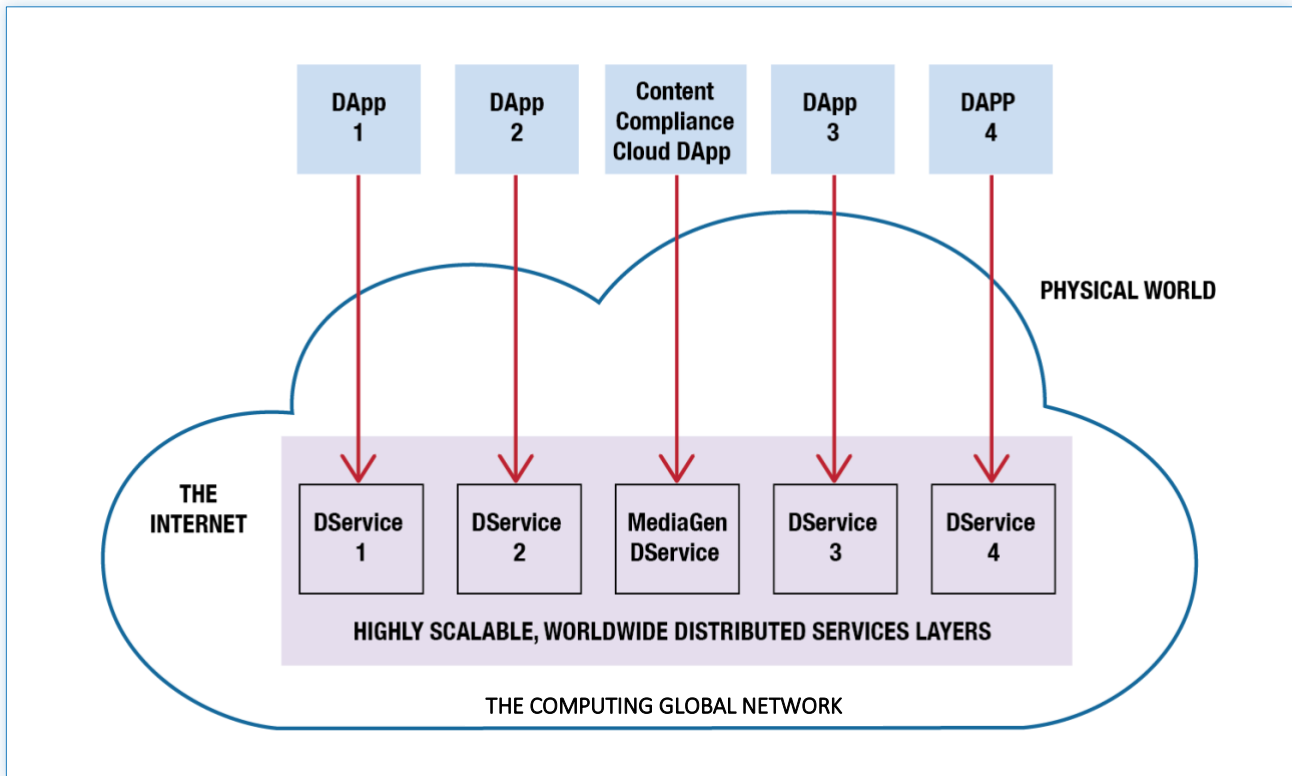 DApp
1
DApp
2
Content
Compliance
Cloud DApp
DApp
3
DAPP
4
PHYSICAL WORLD
THE
INTERNET
DService
1
DService
2
MediaGen
DService
DService
3
DService
4
HIGHLY SCALABLE, WORLDWIDE DISTRIBUTED SERVICES LAYERS
THE COMPUTING GLOBAL NETWORK